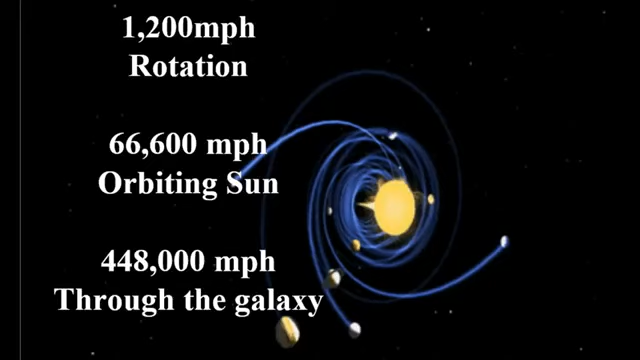 1,200mph
Rotation
66,600 mph
Orbiting Sun
448,000 mph
Through the galaxy